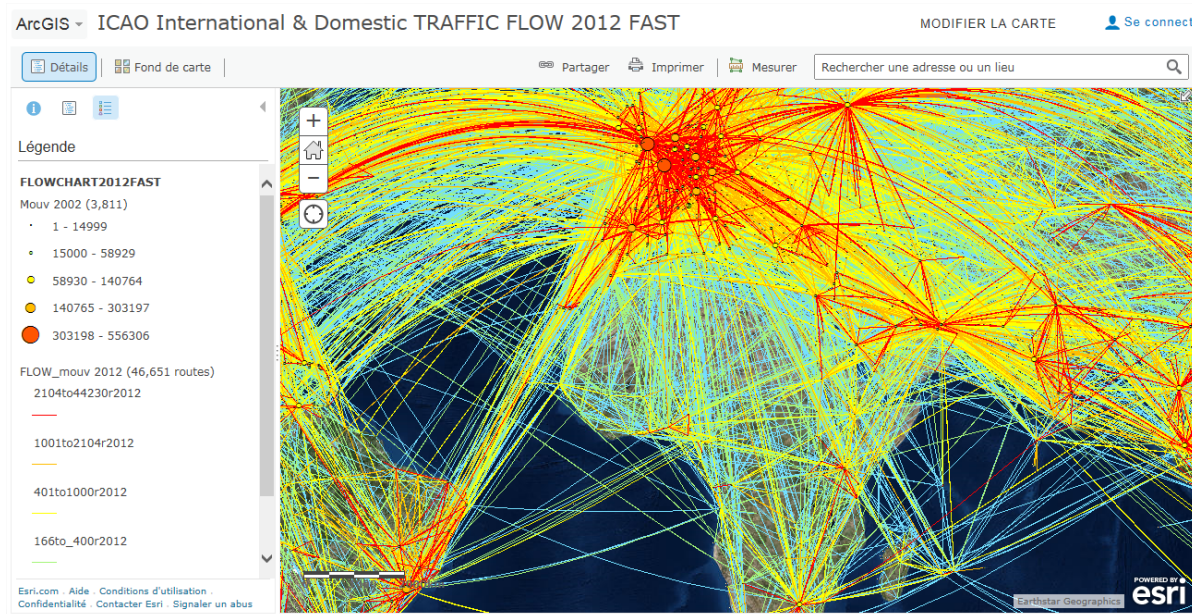 ArcGIS
ICAO International & Domestic TRAFFIC FLOW 2012 FAST
MODIFIER LA CARTE
Se connect
Détails
Fond de carte
Partager
Imprimer
Mesurer
Rechercher une adresse ou un lieu
Légende
FLOWCHART2012FAST
Mouv 2002 (3,811)
1 - 14999
15000 - 58929
58930 - 140764
140765 - 303197
303198 - 556306
FLOW_mouv 2012 (46,651 routes)
2104to44230r2012
1001to2104r2012
401to1000r2012
166to_400r2012
Esri.com . Aide . Conditions d'utilisation .
Confidentialité . Contacter Esri . Signaler un abus
Earthstar Geographics
POWERED BY
esri